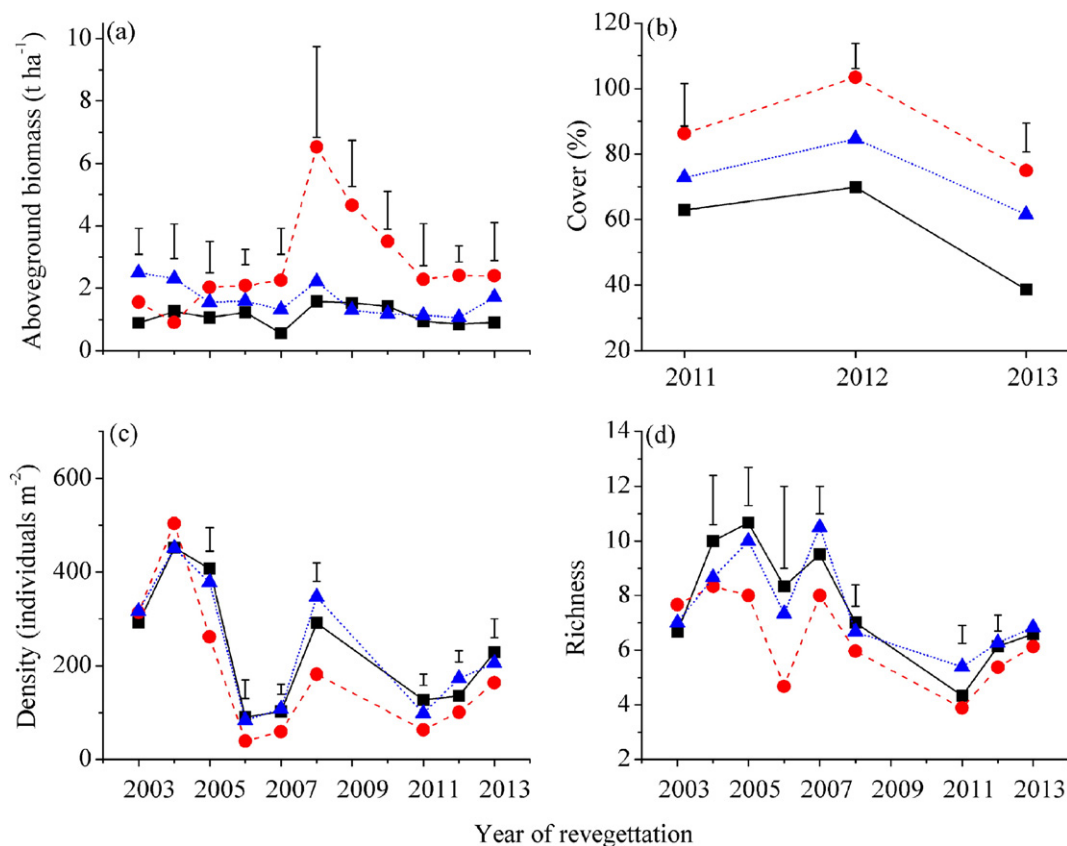 (a)
Aboveground biomass (t ha⁻¹)
10
8
6
4
2
0
(b)
Cover (%)
120
100
80
60
40
20
2011 2012 2013
(c)
Density (individuals m⁻²)
600
400
200
0
2003 2005 2007 2009 2011 2013
(d)
Richness
14
12
10
8
6
4
2
2003 2005 2007 2009 2011 2013
Year of revegettation